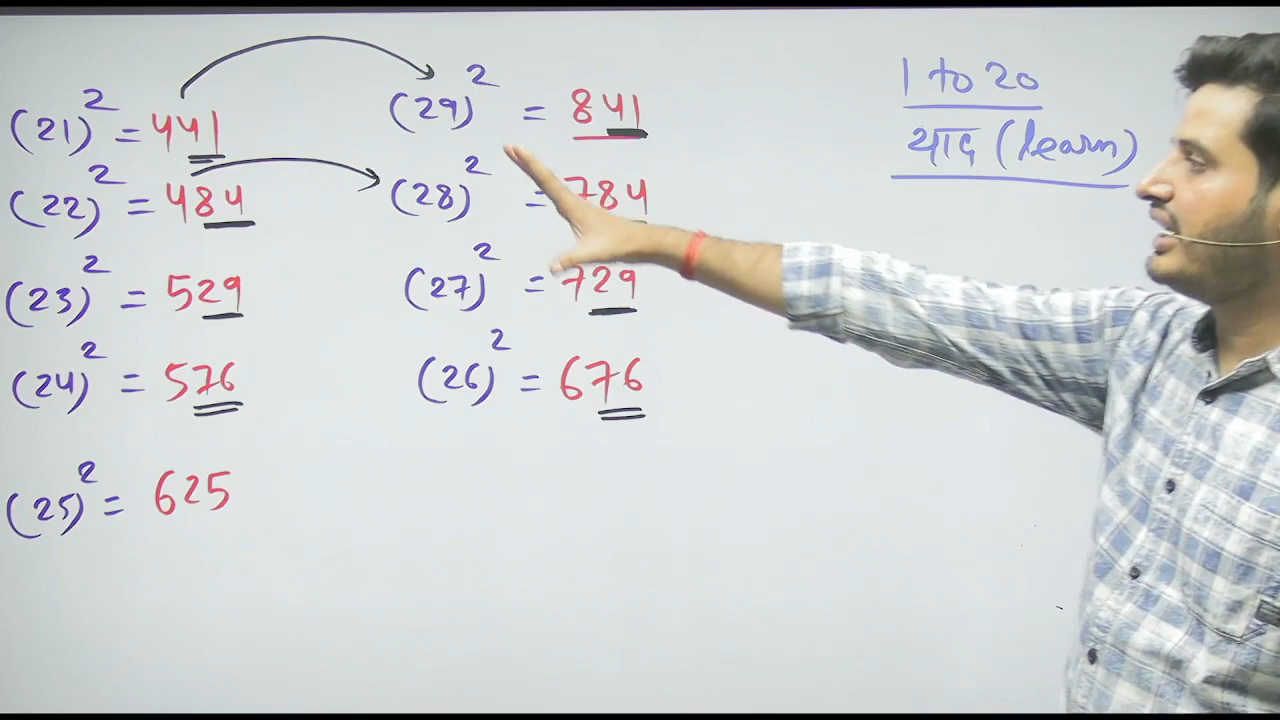 (21)² = 441
(22)² = 484
(23)² = 529
(24)² = 576
(25)² = 625
(29)² = 841
(28)² = 784
(27)² = 729
(26)² = 676
1 to 20
याद (learn)